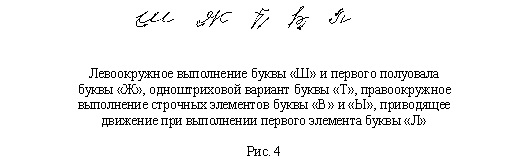 Ш Ж Т в л
Левоокружное выполнение буквы «Ш» и первого полуовала
буквы «Ж», одноштриховой вариант буквы «Т», правоокружное
выполнение строчных элементов буквы «В» и «Ы», приводящее
движение при выполнении первого элемента буквы «Л»
Рис. 4